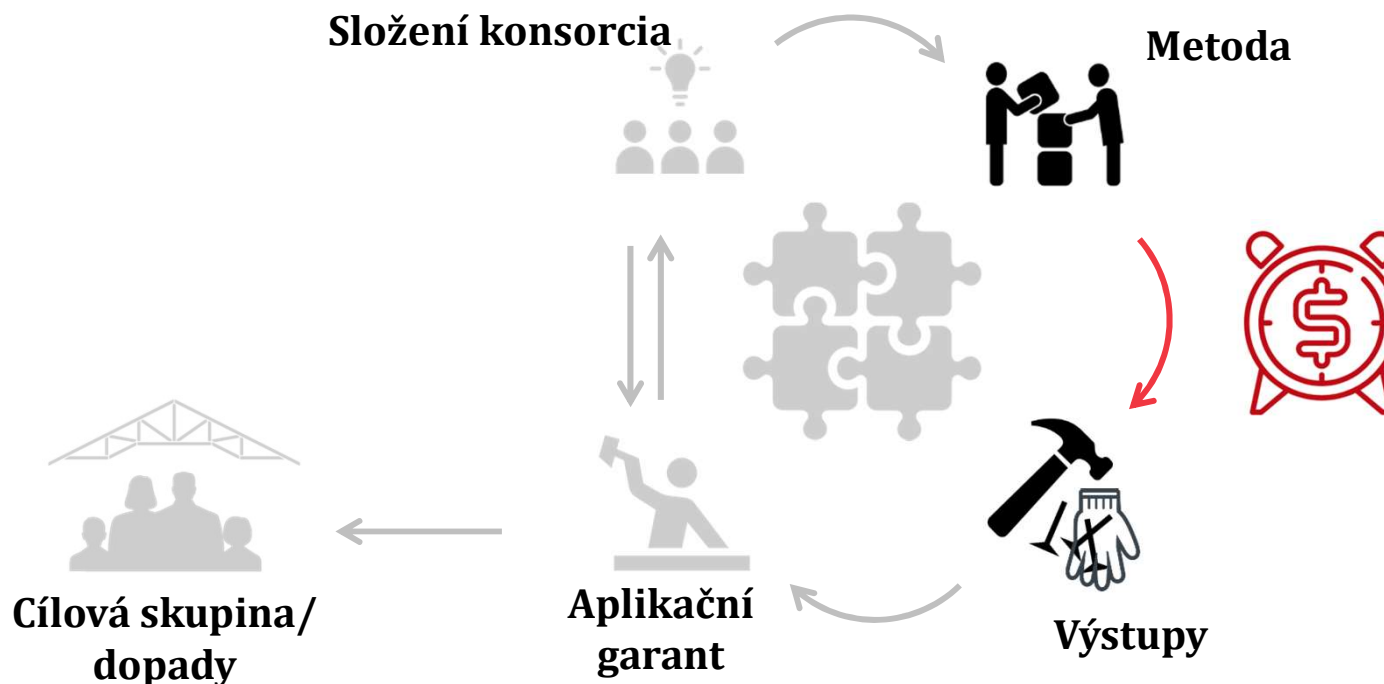 Složení konsorcia
Metoda
$
Cílová skupina/
dopady
Aplikační
garant
Výstupy